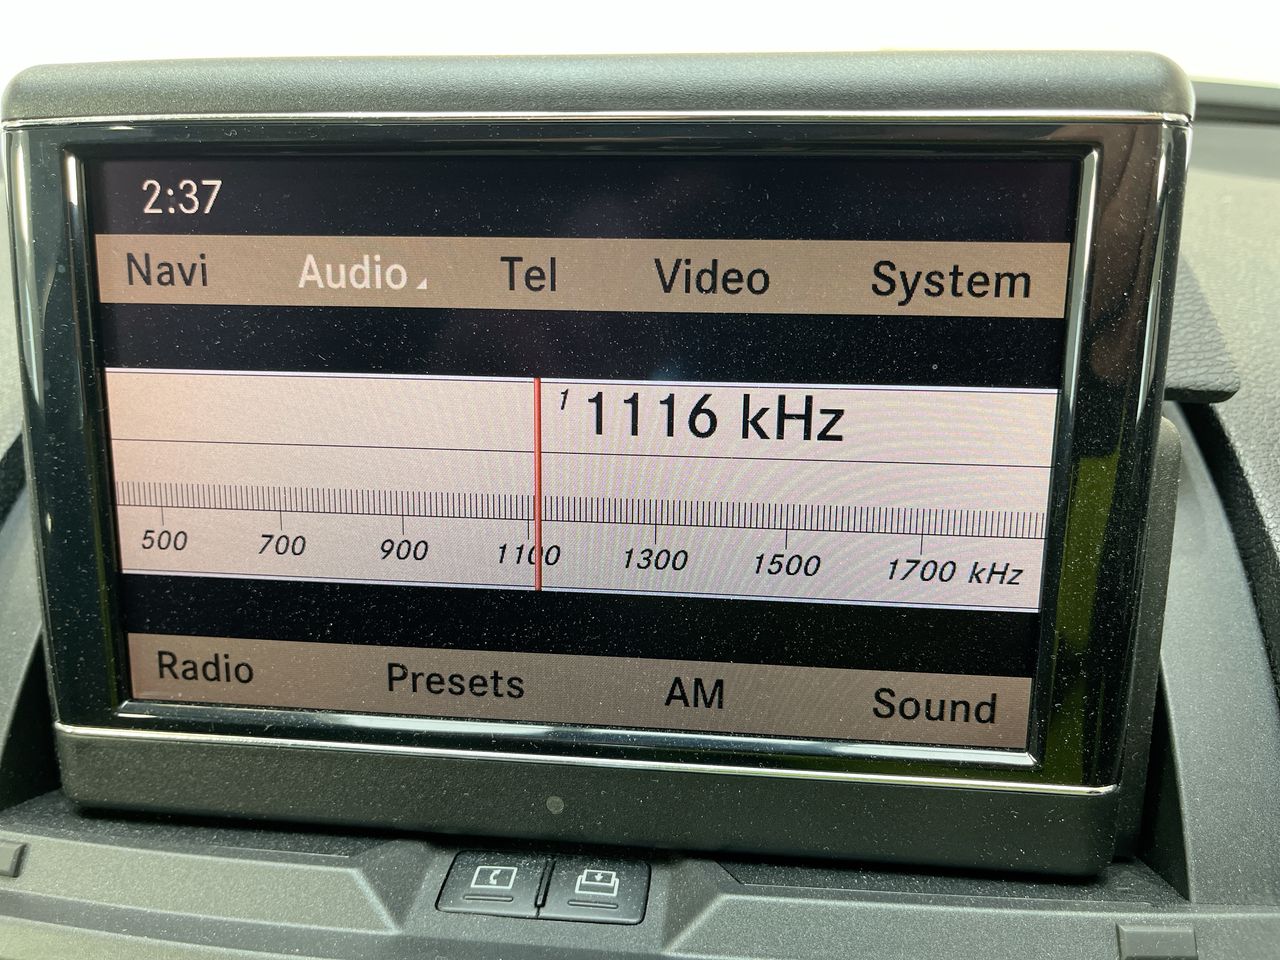 2:37
Navi Audio Tel Video System
1 1116 kHz
500 700 900 1100 1300 1500 1700 kHz
Radio Presets AM Sound